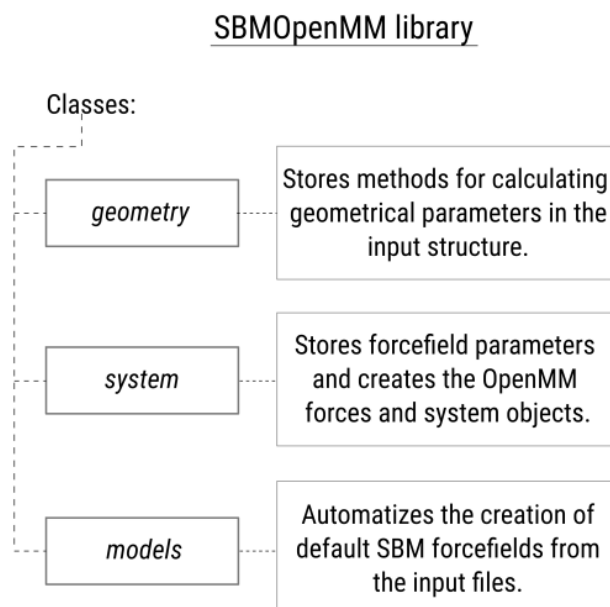 SBMOpenMM library
Classes:
geometry
Stores methods for calculating
geometrical parameters in the
input structure.
system
Stores forcefield parameters
and creates the OpenMM
forces and system objects.
models
Automatizes the creation of
default SBM forcefields from
the input files.